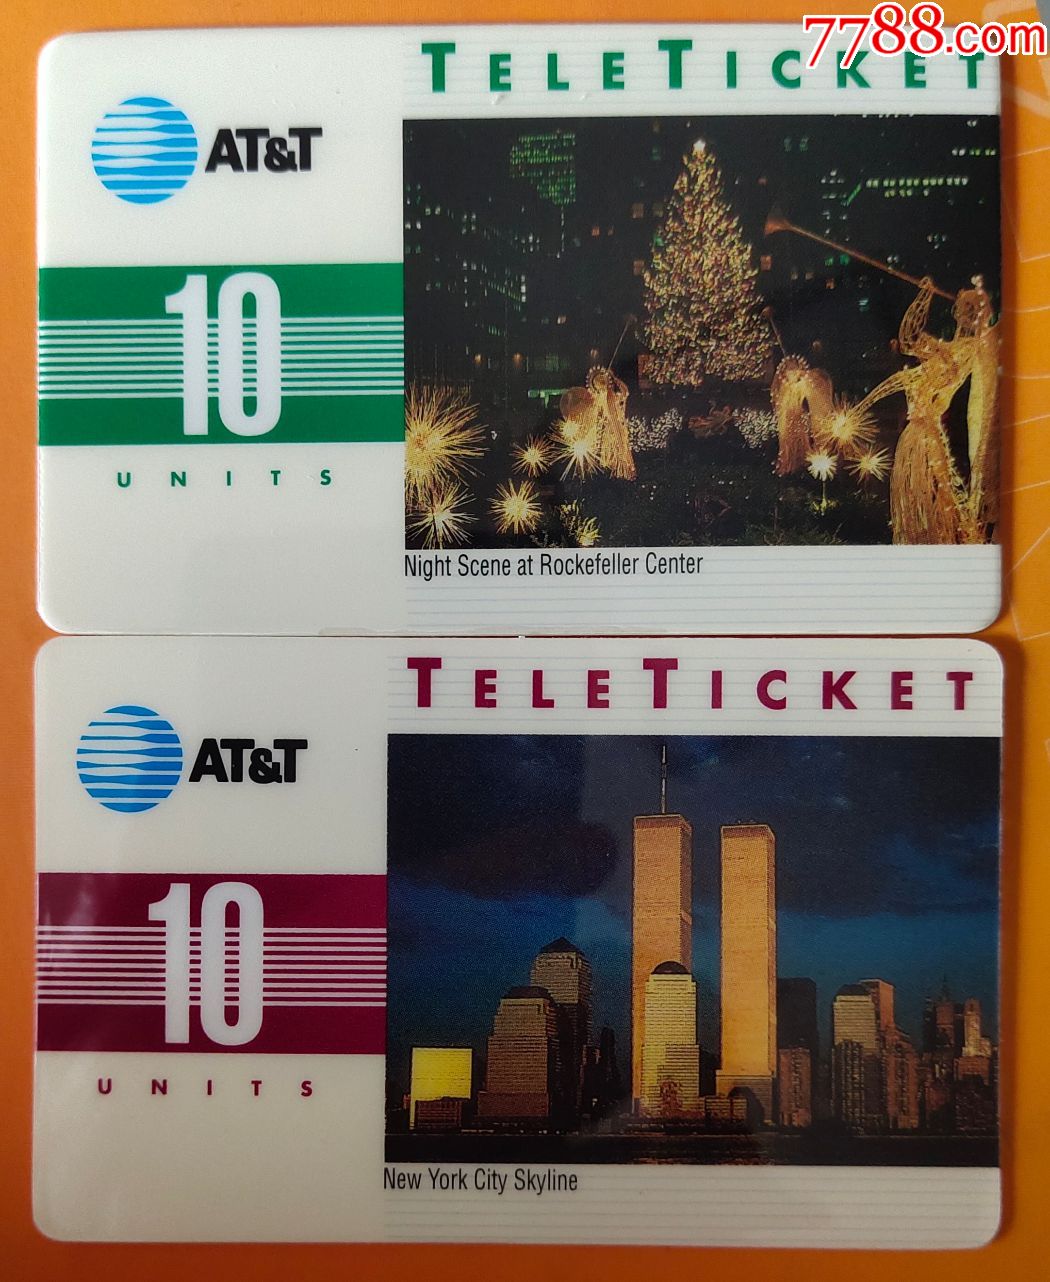 7788.com
TELETICKET
AT&T
10
UNITS
Night Scene at Rockefeller Center
TELETICKET
AT&T
10
UNITS
New York City Skyline